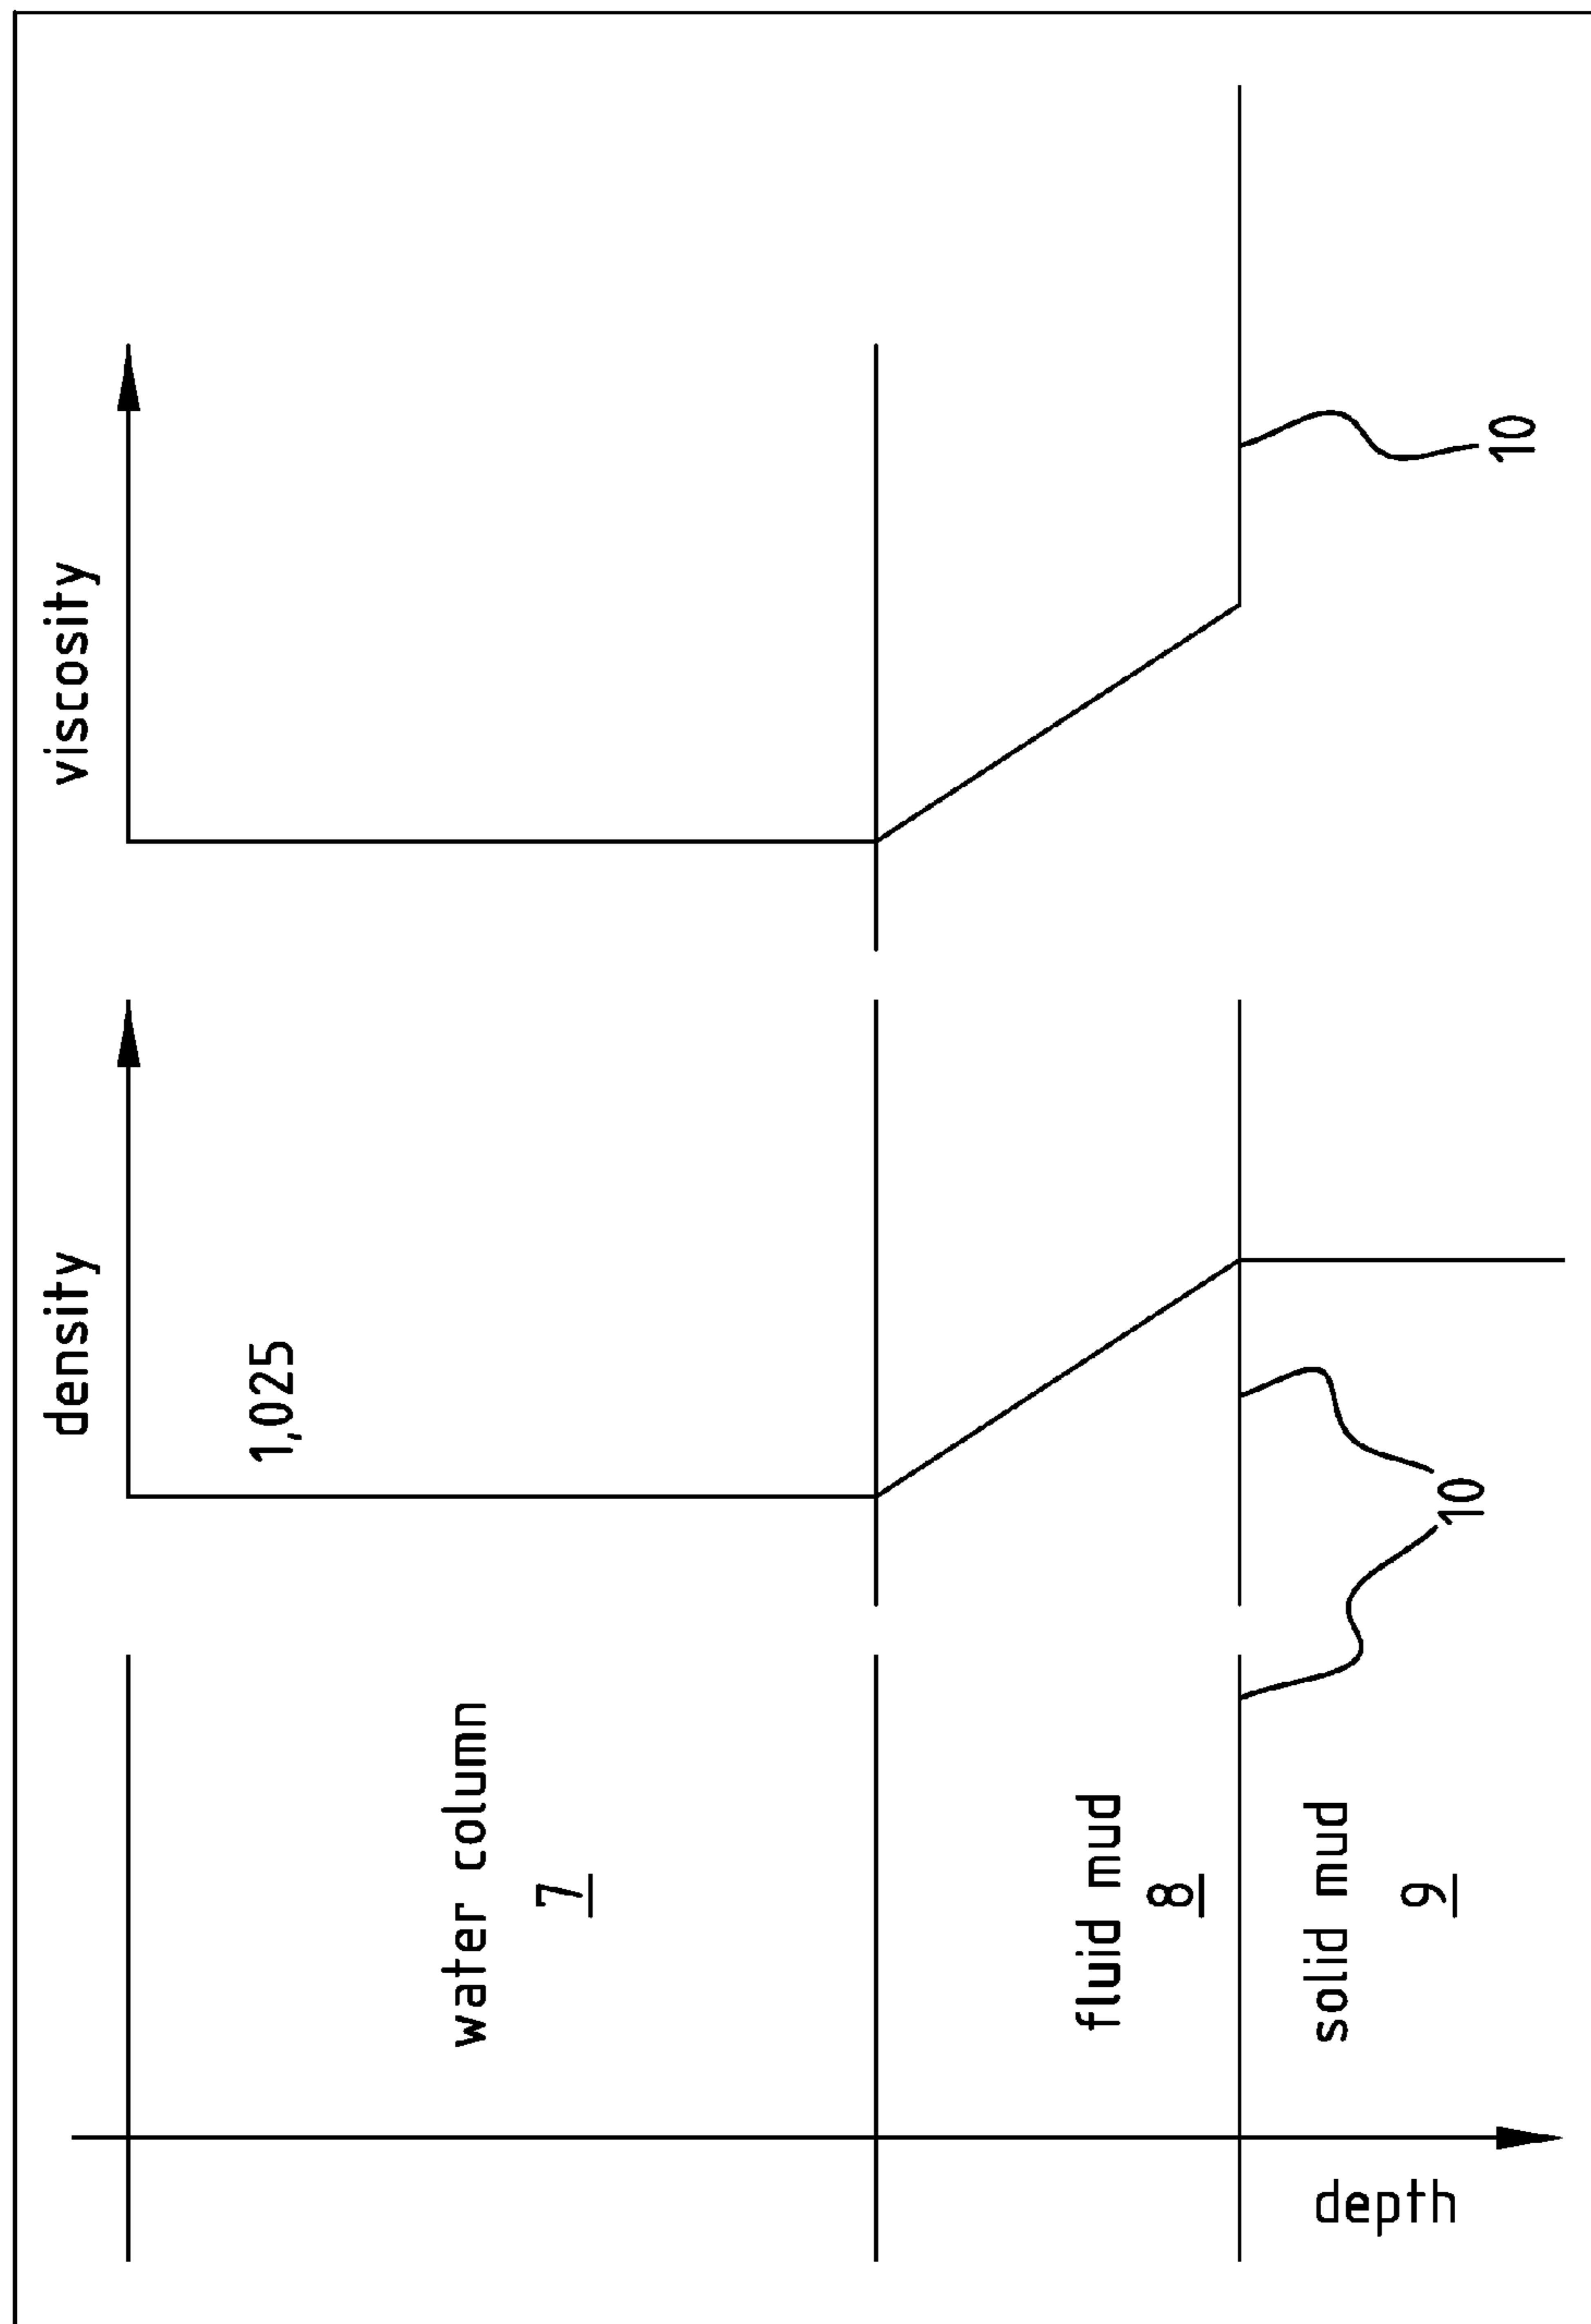 density
viscosity
1,025
water column
7
fluid mud
8
solid mud
9
10
10
depth